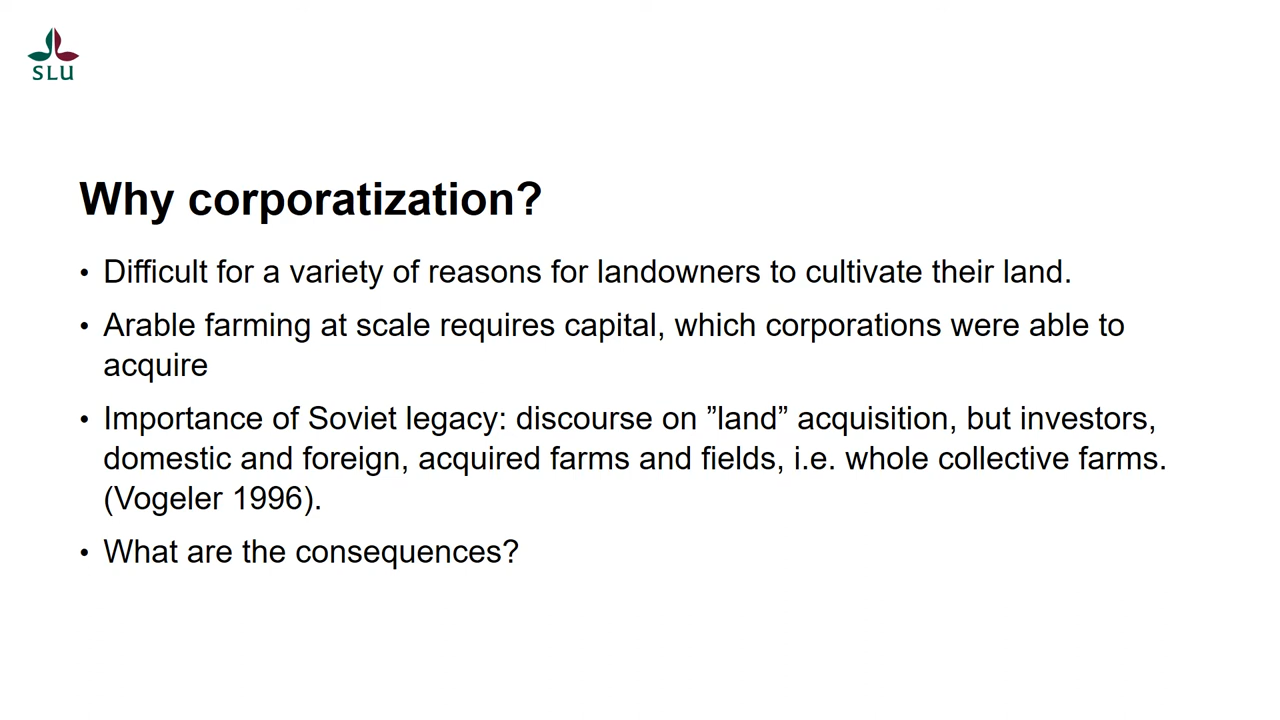 SLU
Why corporatization?
• Difficult for a variety of reasons for landowners to cultivate their land.
• Arable farming at scale requires capital, which corporations were able to
acquire
• Importance of Soviet legacy: discourse on ”land” acquisition, but investors,
domestic and foreign, acquired farms and fields, i.e. whole collective farms.
(Vogeler 1996).
• What are the consequences?